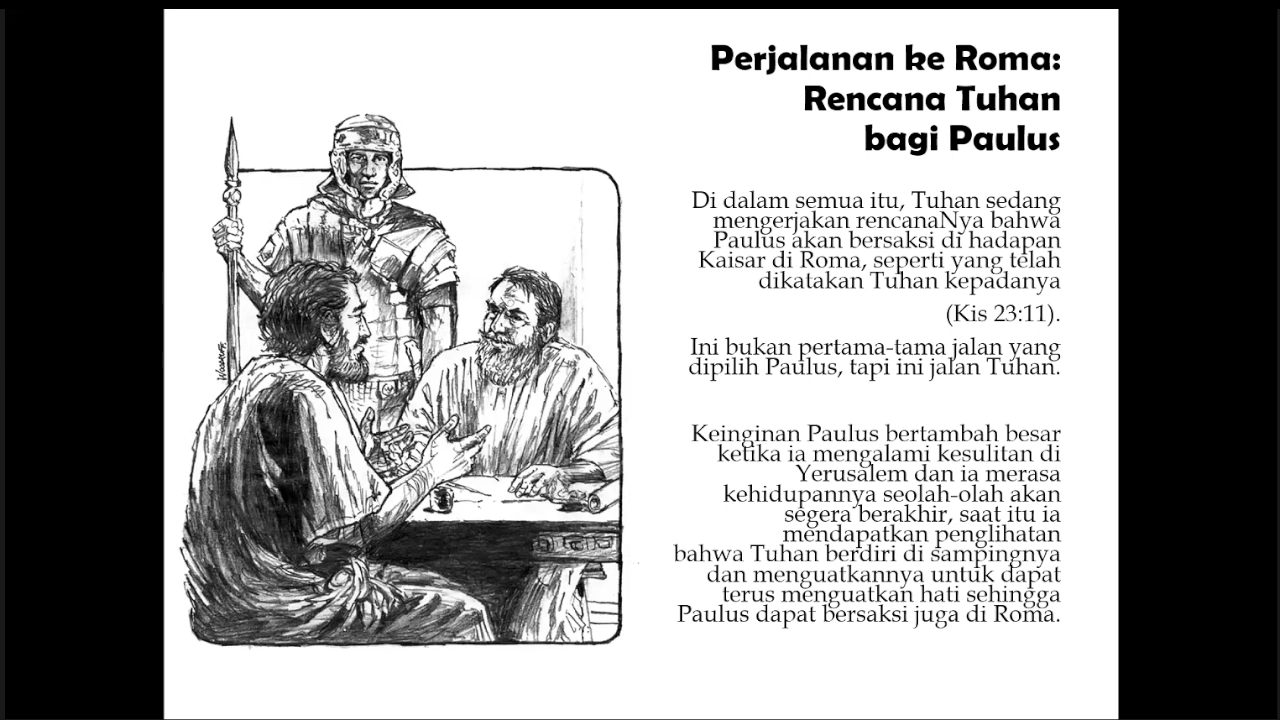 Perjalanan ke Roma:
Rencana Tuhan
bagi Paulus
Di dalam semua itu, Tuhan sedang
mengerjakan rencanaNya bahwa
Paulus akan bersaksi di hadapan
Kaisar di Roma, seperti yang telah
dikatakan Tuhan kepadanya
(Kis 23:11).
Ini bukan pertama-tama jalan yang
dipilih Paulus, tapi ini jalan Tuhan.
Keinginan Paulus bertambah besar
ketika ia mengalami kesulitan di
Yerusalem dan ia merasa
kehidupannya seolah-olah akan
segera berakhir, saat itu ia
mendapatkan penglihatan
bahwa Tuhan berdiri di sampingnya
dan menguatkannya untuk dapat
terus menguatkan hati sehingga
Paulus dapat bersaksi juga di Roma.